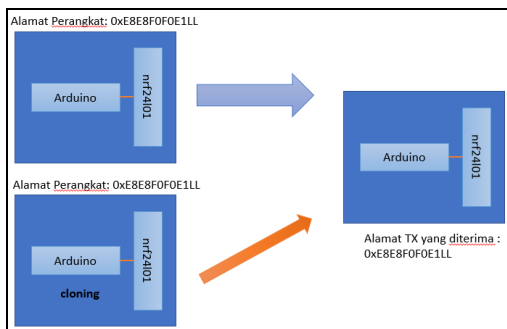 Alamat Perangkat: 0xE8E8F0F0E1LL
Arduino
nrf24l01
Alamat Perangkat: 0xE8E8F0F0E1LL
Arduino
nrf24l01
cloning
Arduino
nrf24l01
Alamat TX yang diterima :
0xE8E8F0F0E1LL